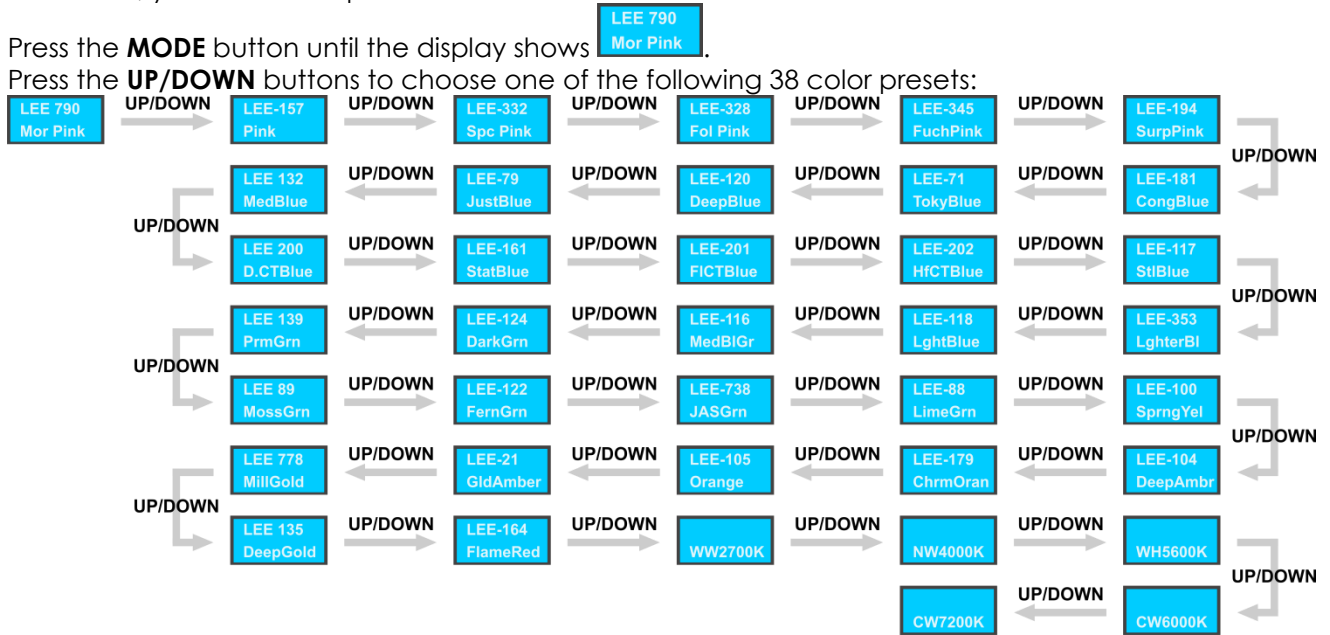 LEE 790
Mor Pink
Press the MODE button until the display shows .
Press the UP/DOWN buttons to choose one of the following 38 color presets:
LEE 790
Mor Pink
UP/DOWN
LEE-157
Pink
UP/DOWN
LEE-332
Spc Pink
UP/DOWN
LEE-328
Fol Pink
UP/DOWN
LEE-345
FuchPink
UP/DOWN
LEE-194
SurpPink
UP/DOWN
LEE 132
MedBlue
UP/DOWN
LEE-79
JustBlue
UP/DOWN
LEE-120
DeepBlue
UP/DOWN
LEE-71
TokyBlue
UP/DOWN
LEE-181
CongBlue
UP/DOWN
LEE 200
D.CTBlue
UP/DOWN
LEE-161
StatBlue
UP/DOWN
LEE-201
FlCTBlue
UP/DOWN
LEE-202
HfCTBlue
UP/DOWN
LEE-117
StlBlue
UP/DOWN
LEE 139
PrmGrn
UP/DOWN
LEE-124
DarkGrn
UP/DOWN
LEE-116
MedBlGr
UP/DOWN
LEE-118
LghtBlue
UP/DOWN
LEE-353
LghterBl
UP/DOWN
LEE 89
MossGrn
UP/DOWN
LEE-122
FernGrn
UP/DOWN
LEE-738
JASGrn
UP/DOWN
LEE-88
LimeGrn
UP/DOWN
LEE-100
SprngYel
UP/DOWN
LEE 778
MillGold
UP/DOWN
LEE-21
GldAmber
UP/DOWN
LEE-105
Orange
UP/DOWN
LEE-179
ChrmOran
UP/DOWN
LEE-104
DeepAmbr
UP/DOWN
LEE 135
DeepGold
UP/DOWN
LEE-164
FlameRed
UP/DOWN
WW2700K
UP/DOWN
NW4000K
UP/DOWN
WH5600K
UP/DOWN
CW7200K
UP/DOWN
CW6000K